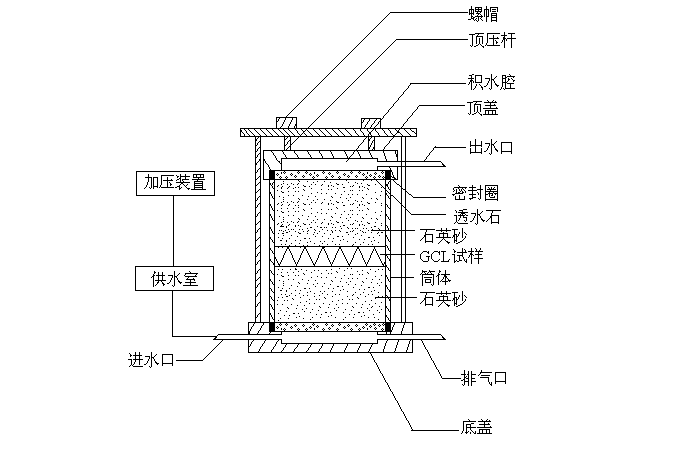 螺帽
顶压杆
积水腔
顶盖
出水口
加压装置
密封圈
透水石
石英砂
GCL试样
供水室
筒体
石英砂
进水口
排气口
底盖